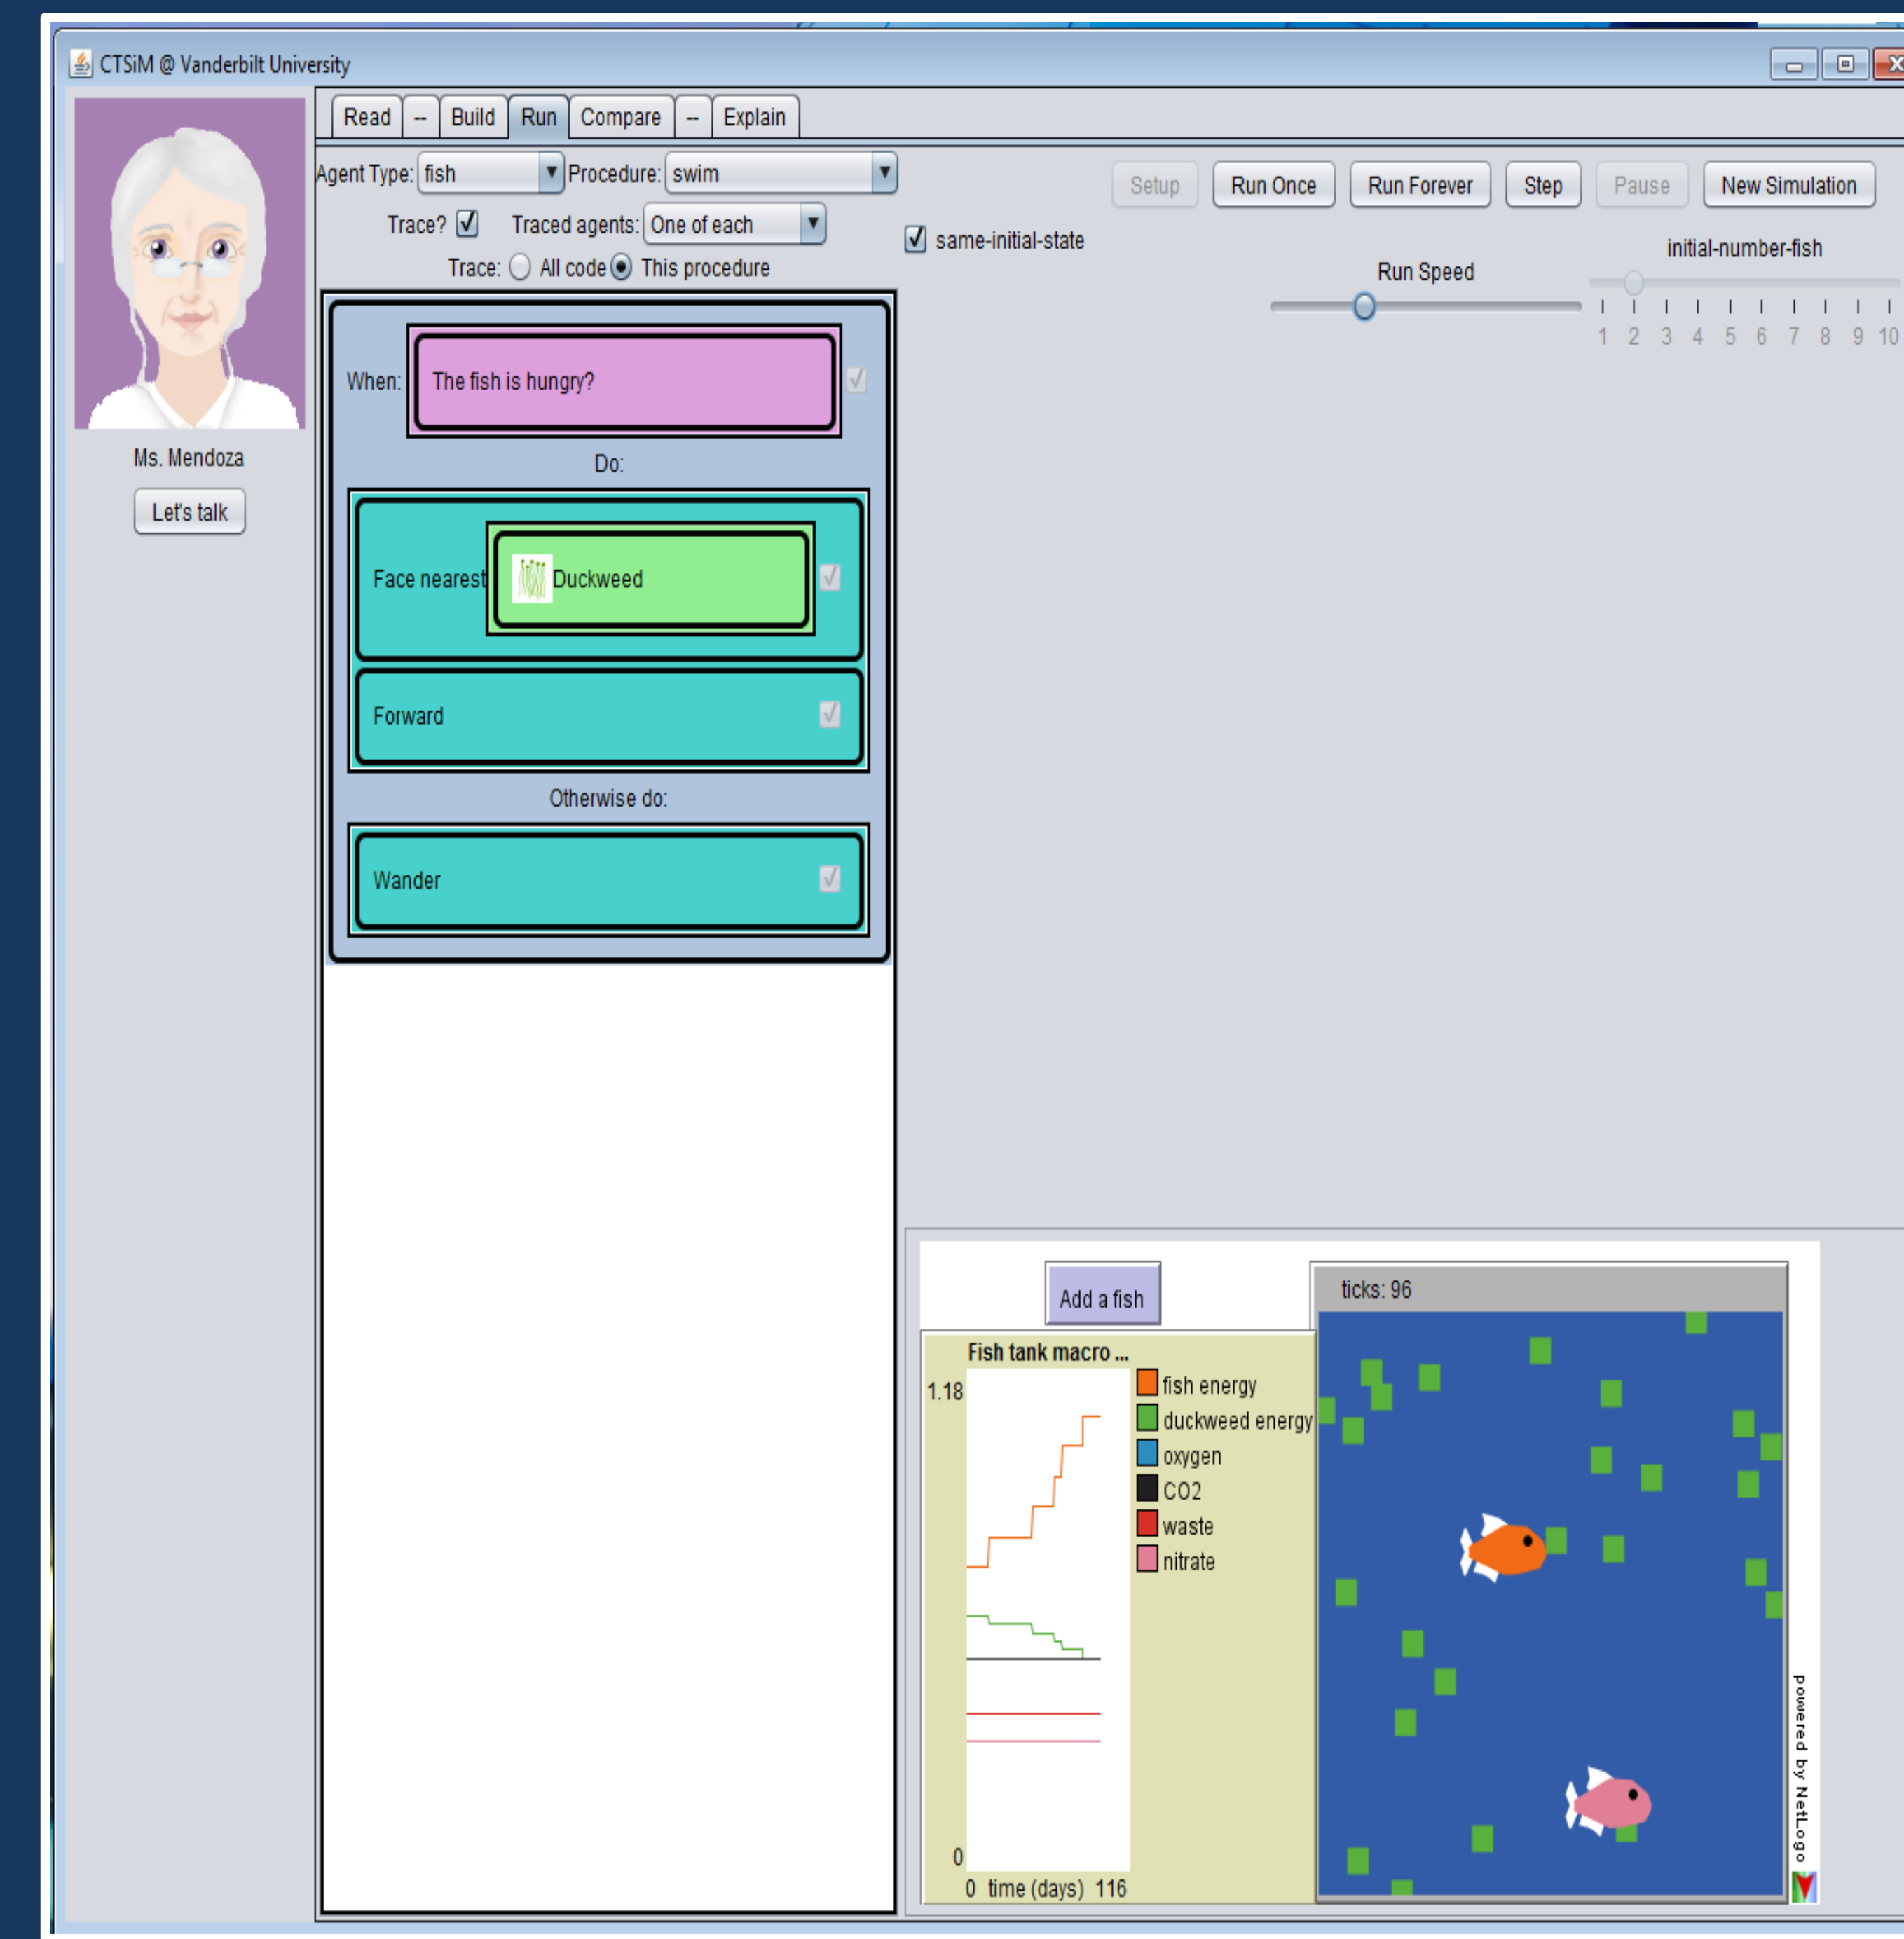 CTSiM @ Vanderbilt University
Read -- Build Run Compare -- Explain
Agent Type: fish Procedure: swim
Trace? Traced agents: One of each
Trace: All code This procedure
Setup Run Once Run Forever Step Pause New Simulation
same-initial-state
Run Speed
initial-number-fish
1 2 3 4 5 6 7 8 9 10
Ms. Mendoza
Let's talk
When: The fish is hungry?
Do:
Face nearest Duckweed
Forward
Otherwise do:
Wander
Add a fish
ticks: 96
Fish tank macro ...
1.18
fish energy
duckweed energy
oxygen
CO2
waste
nitrate
0
0 time (days) 116
powered by NetLogo